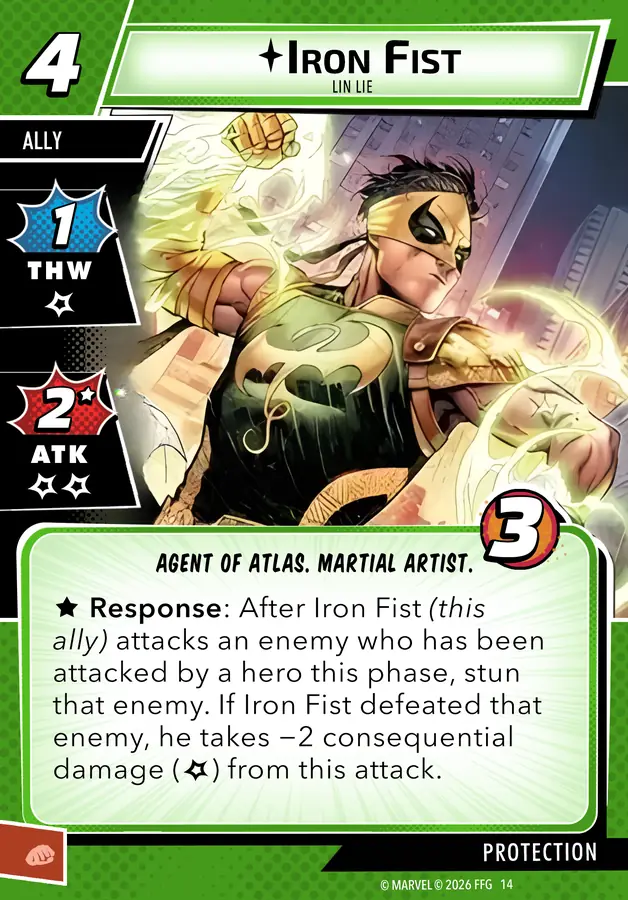 4
IRON FIST
LIN LIE
ALLY
1
THW
2
ATK
3
AGENT OF ATLAS. MARTIAL ARTIST.
★ Response: After Iron Fist (this
ally) attacks an enemy who has been
attacked by a hero this phase, stun
that enemy. If Iron Fist defeated that
enemy, he takes −2 consequential
damage ( ) from this attack.
PROTECTION
© MARVEL © 2026 FFG 14